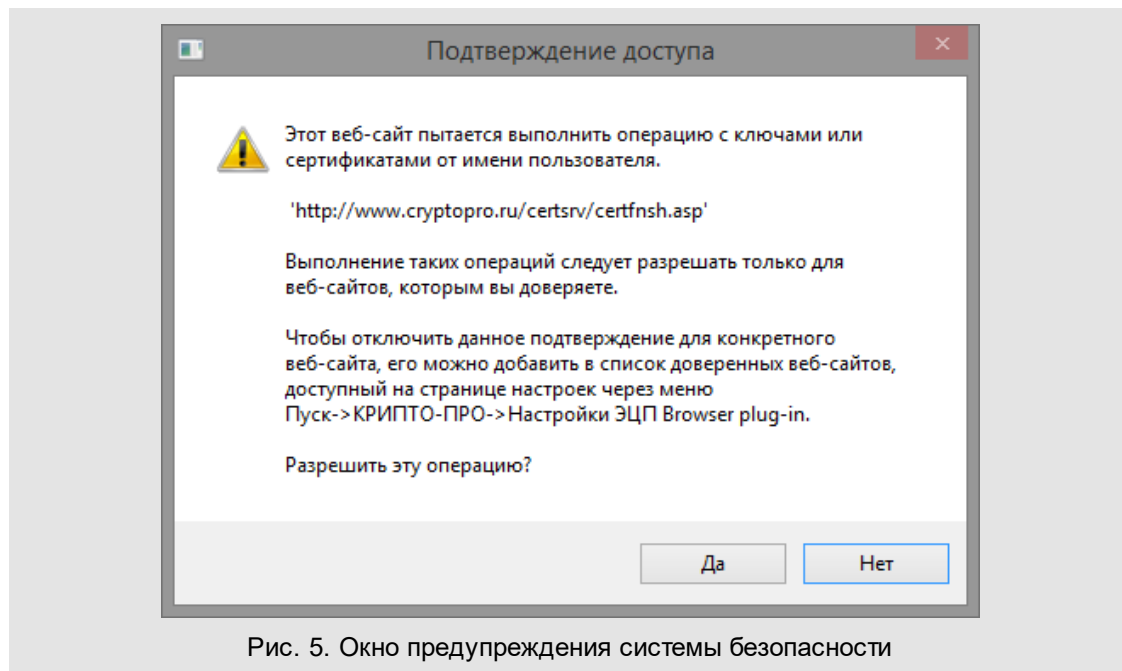 Подтверждение доступа
Этот веб-сайт пытается выполнить операцию с ключами или
сертификатами от имени пользователя.
'http://www.cryptopro.ru/certsrv/certfnsh.asp'
Выполнение таких операций следует разрешать только для
веб-сайтов, которым вы доверяете.
Чтобы отключить данное подтверждение для конкретного
веб-сайта, его можно добавить в список доверенных веб-сайтов,
доступный на странице настроек через меню
Пуск->КРИПТО-ПРО->Настройки ЭЦП Browser plug-in.
Разрешить эту операцию?
Да Нет
Рис. 5. Окно предупреждения системы безопасности